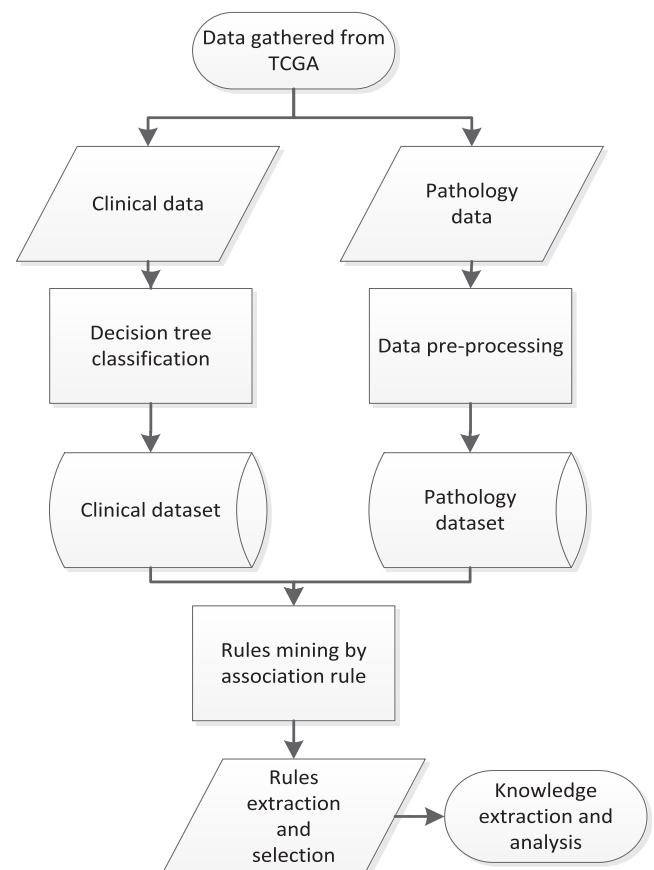 Data gathered from
TCGA
Clinical data
Pathology
data
Decision tree
classification
Data pre-processing
Clinical dataset
Pathology
dataset
Rules mining by
association rule
Rules
extraction
and
selection
Knowledge
extraction and
analysis